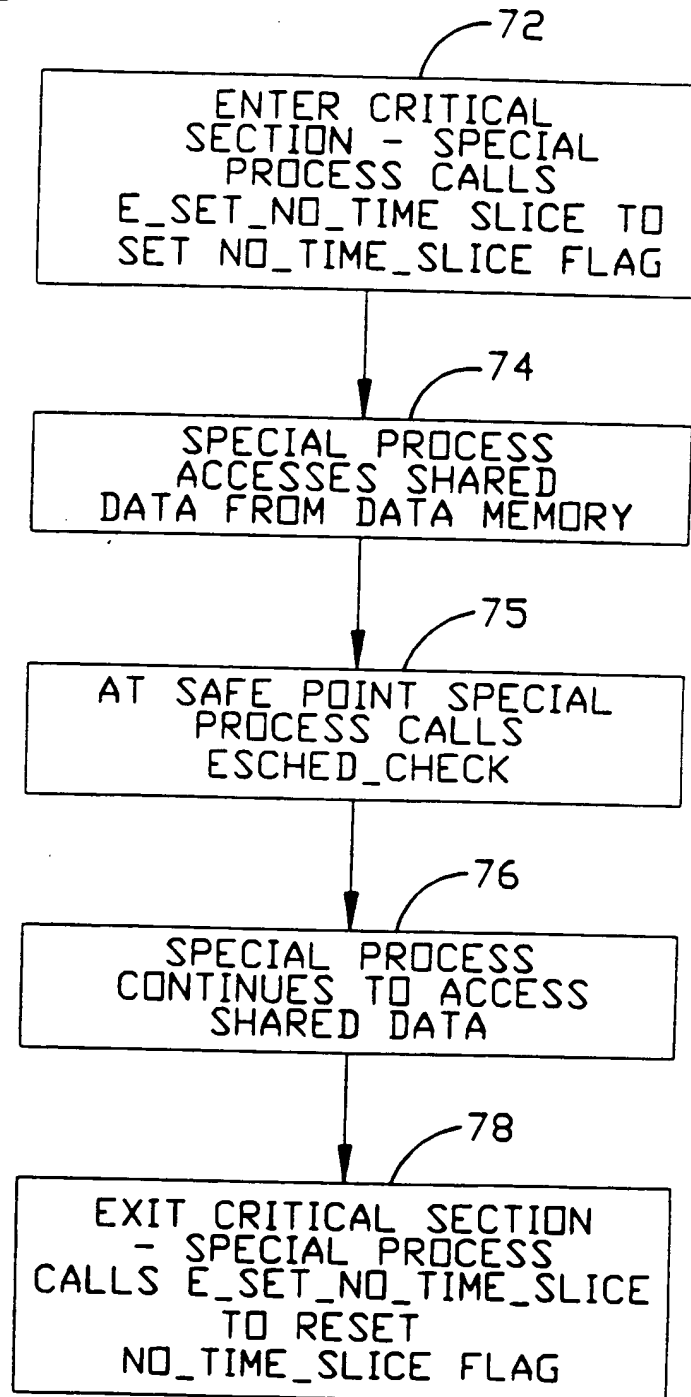 72
ENTER CRITICAL
SECTION - SPECIAL
PROCESS CALLS
E_SET_NO_TIME SLICE TO
SET NO_TIME_SLICE FLAG
74
SPECIAL PROCESS
ACCESSES SHARED
DATA FROM DATA MEMORY
75
AT SAFE POINT SPECIAL
PROCESS CALLS
ESCHED_CHECK
76
SPECIAL PROCESS
CONTINUES TO ACCESS
SHARED DATA
78
EXIT CRITICAL SECTION
- SPECIAL PROCESS
CALLS E_SET_NO_TIME_SLICE
TO RESET
NO_TIME_SLICE FLAG